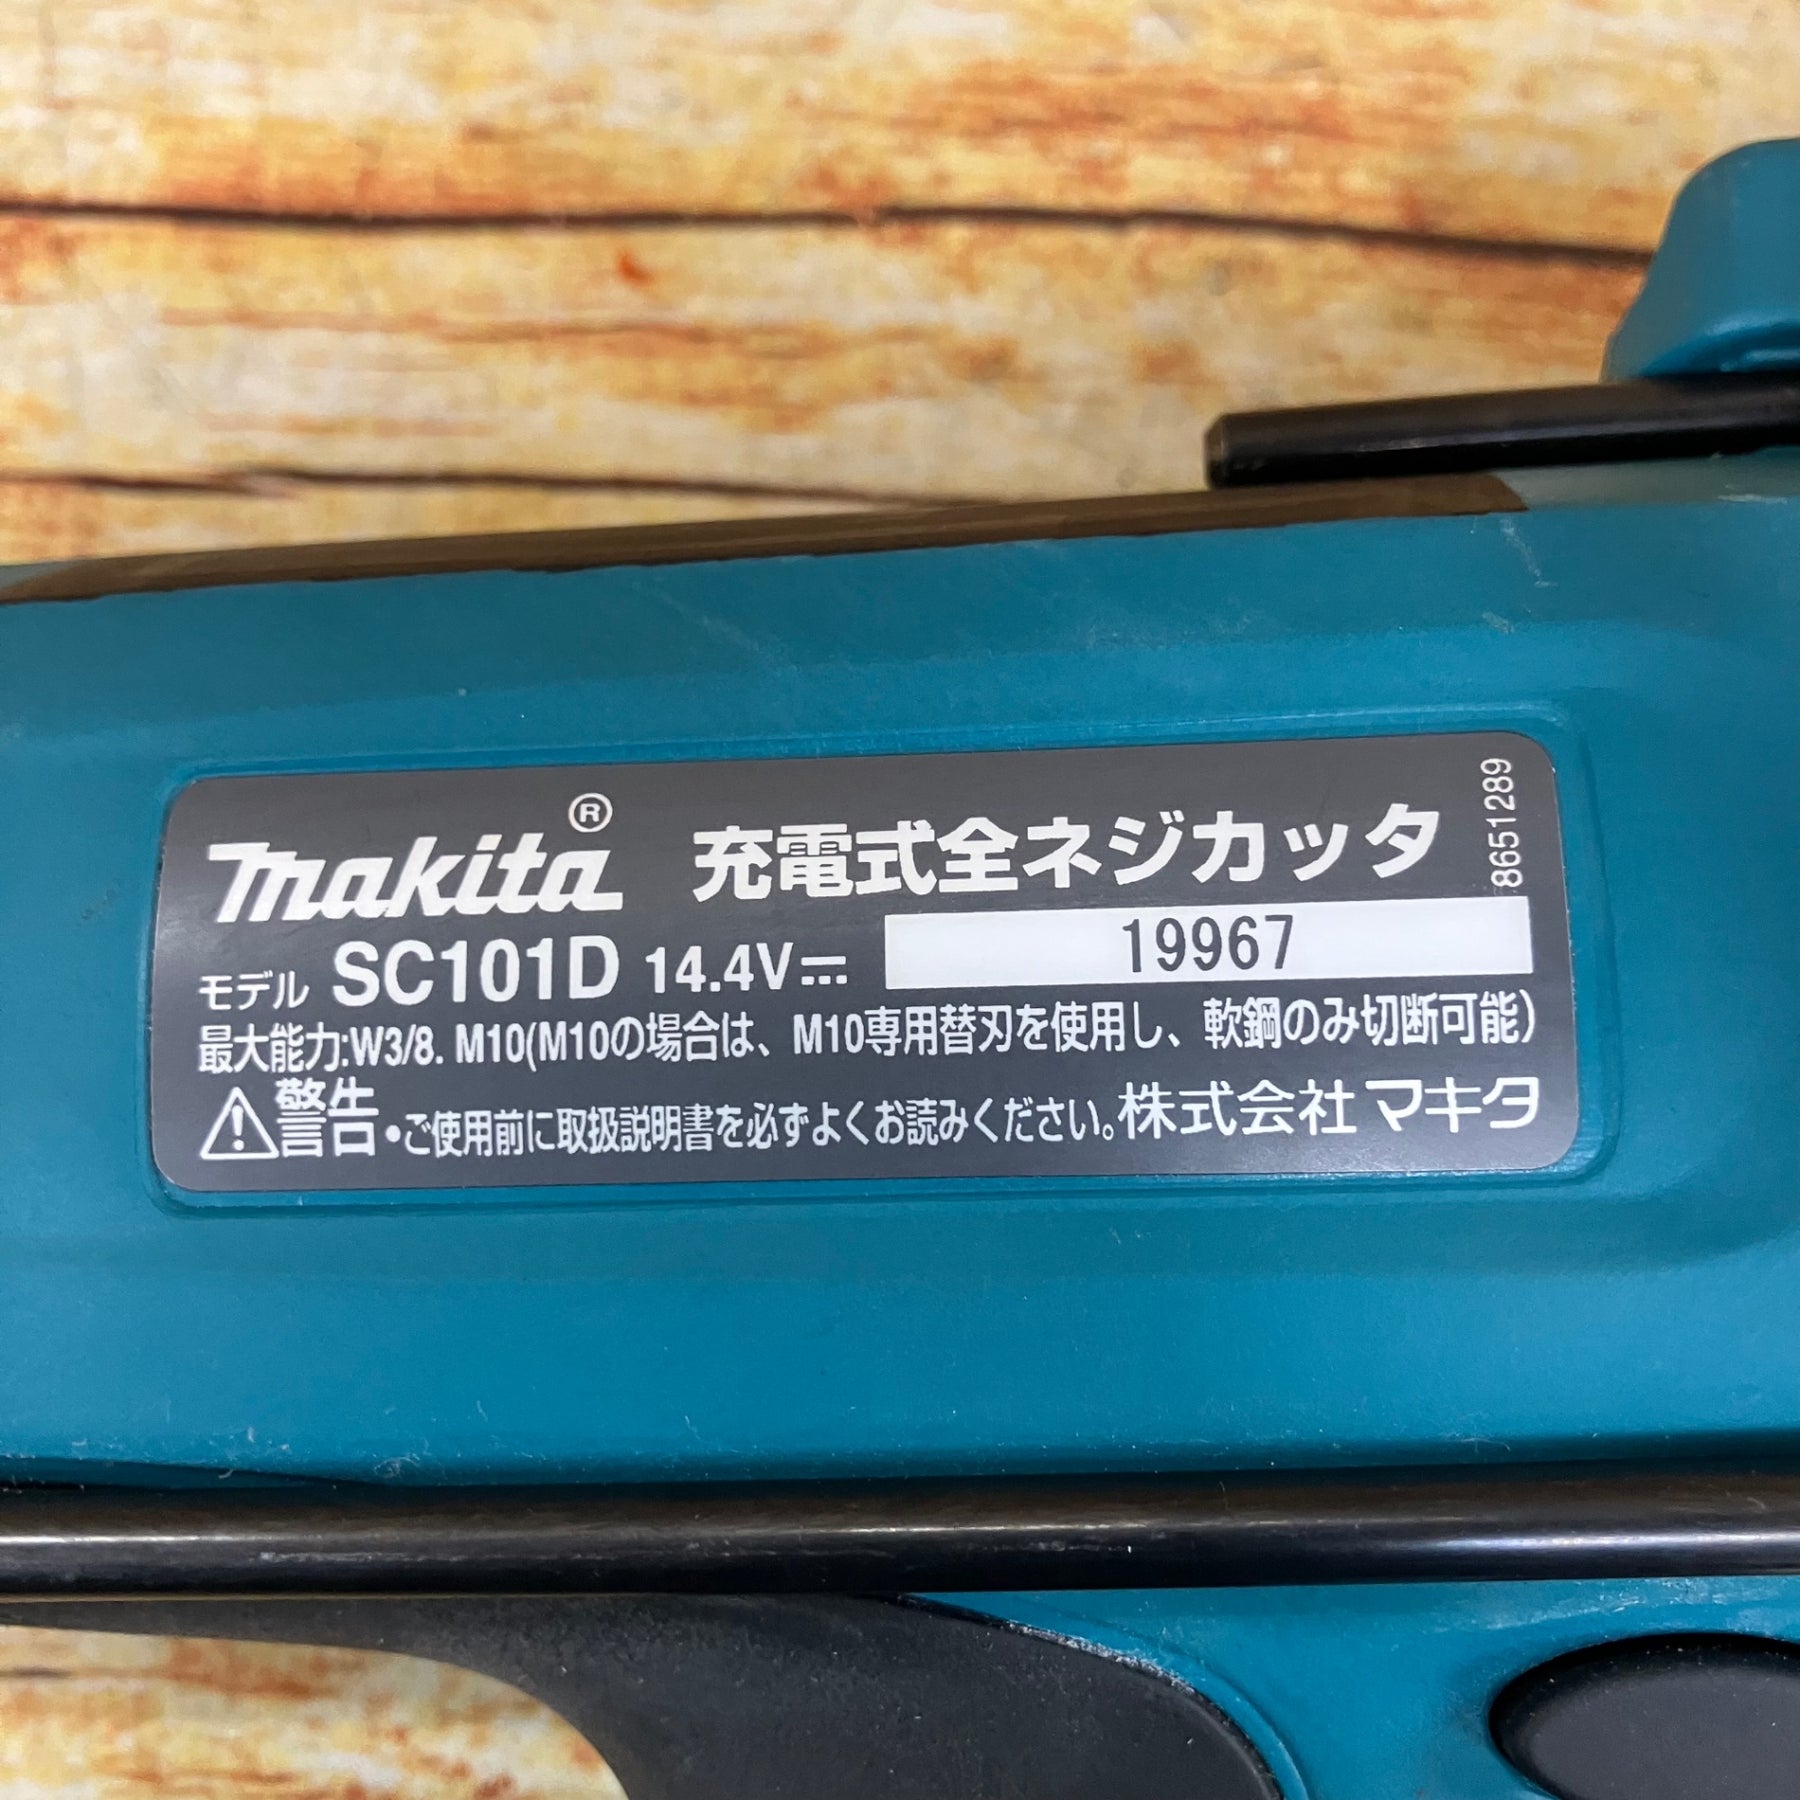 makita® 充電式全ネジカッタ
8651289
モデル SC101D 14.4V⎓ 19967
最大能力:W3/8. M10(M10の場合は、M10専用替刃を使用し、軟鋼のみ切断可能)
⚠警告 •ご使用前に取扱説明書を必ずよくお読みください。株式会社マキタ